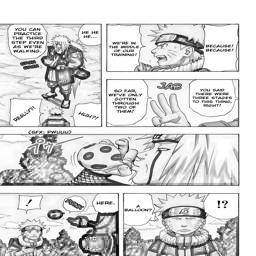 BECAUSE!
BECAUSE!
WE'RE IN
THE MIDDLE
OF OUR
TRAINING!
YOU SAID
THERE WERE
THREE STAGES
TO THIS THING,
RIGHT?
SO FAR,
WE'VE ONLY
GOTTEN
THROUGH
TWO OF
THEM!
HE HE
HE...
YOU CAN
PRACTICE
THE THIRD
STEP EVEN
AS WE'RE
WALKING.
HUH?!
REALLY?!
(SFX: PWUUU)
!?
A
BALLOON?
HERE.
!